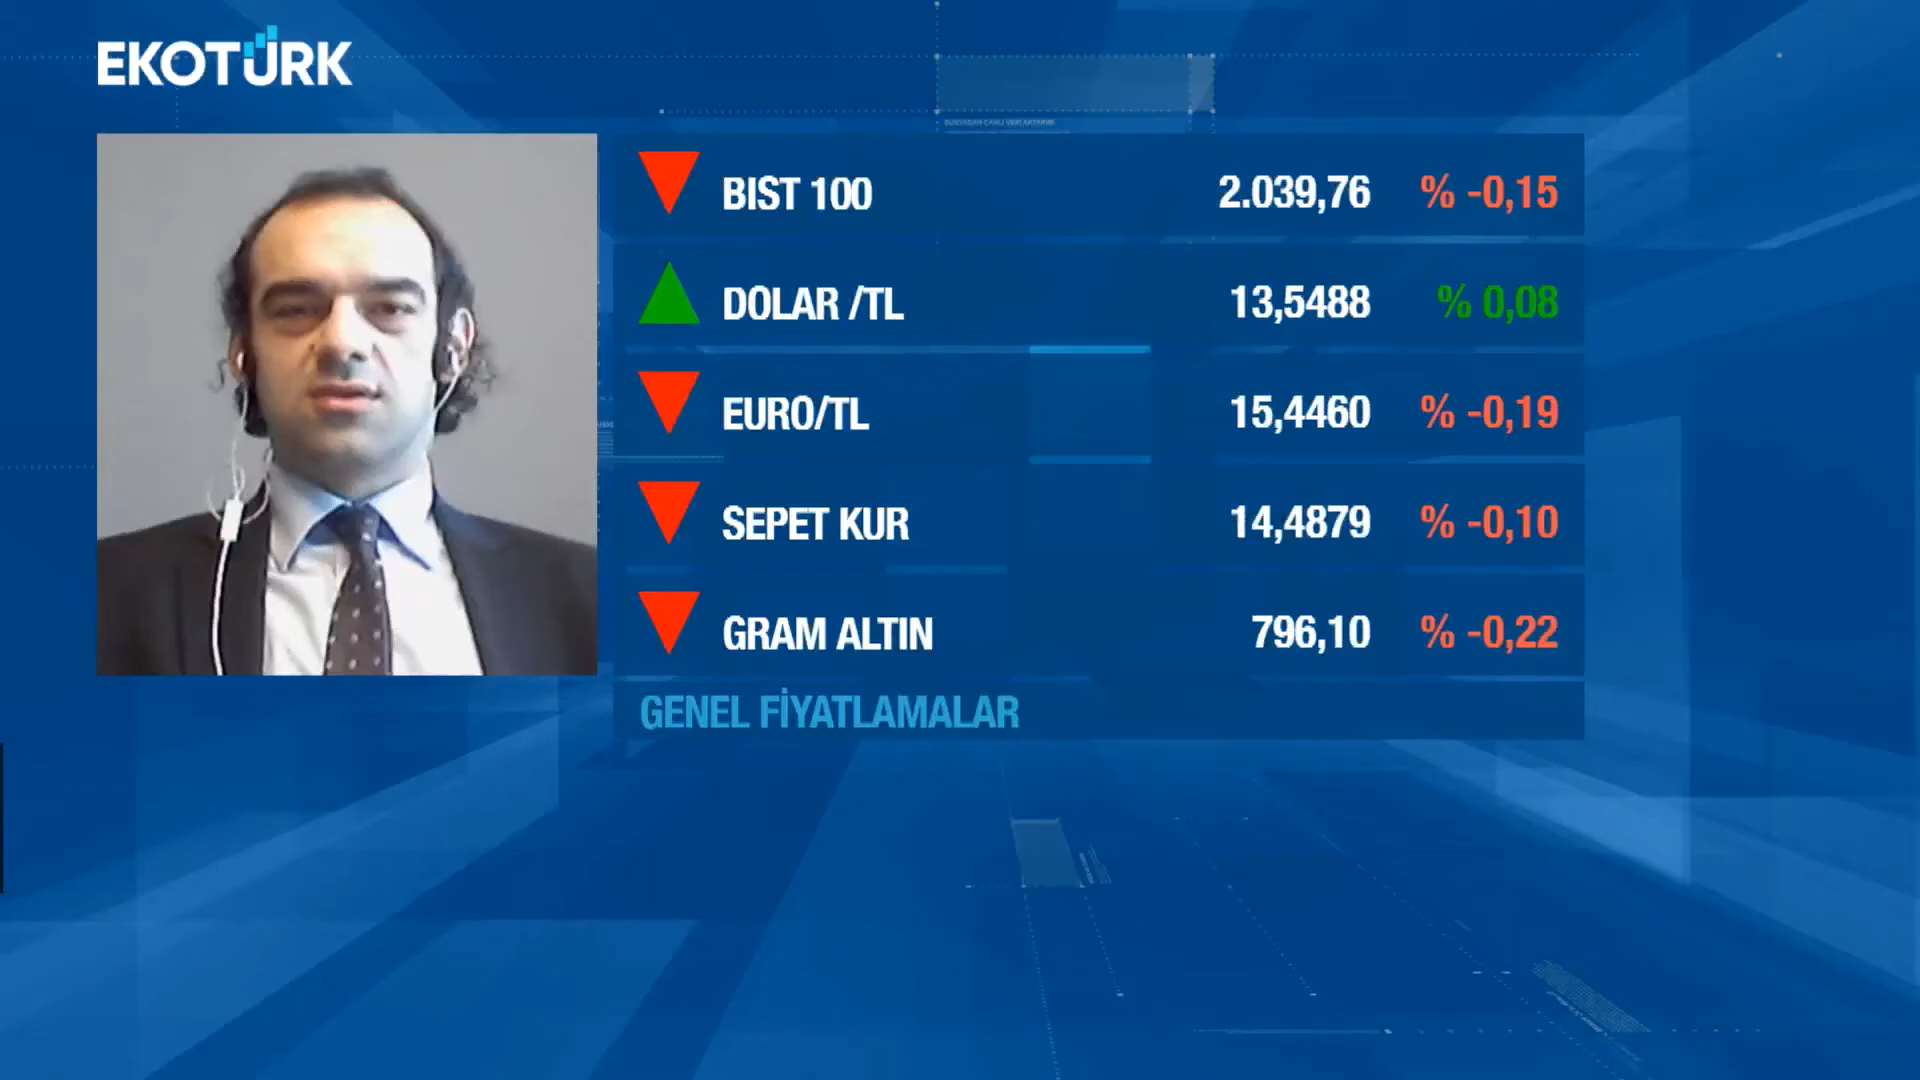 EKOTÜRK
BIST 100 2.039,76 % -0,15
DOLAR /TL 13,5488 % 0,08
EURO/TL 15,4460 % -0,19
SEPET KUR 14,4879 % -0,10
GRAM ALTIN 796,10 % -0,22
GENEL FİYATLAMALAR